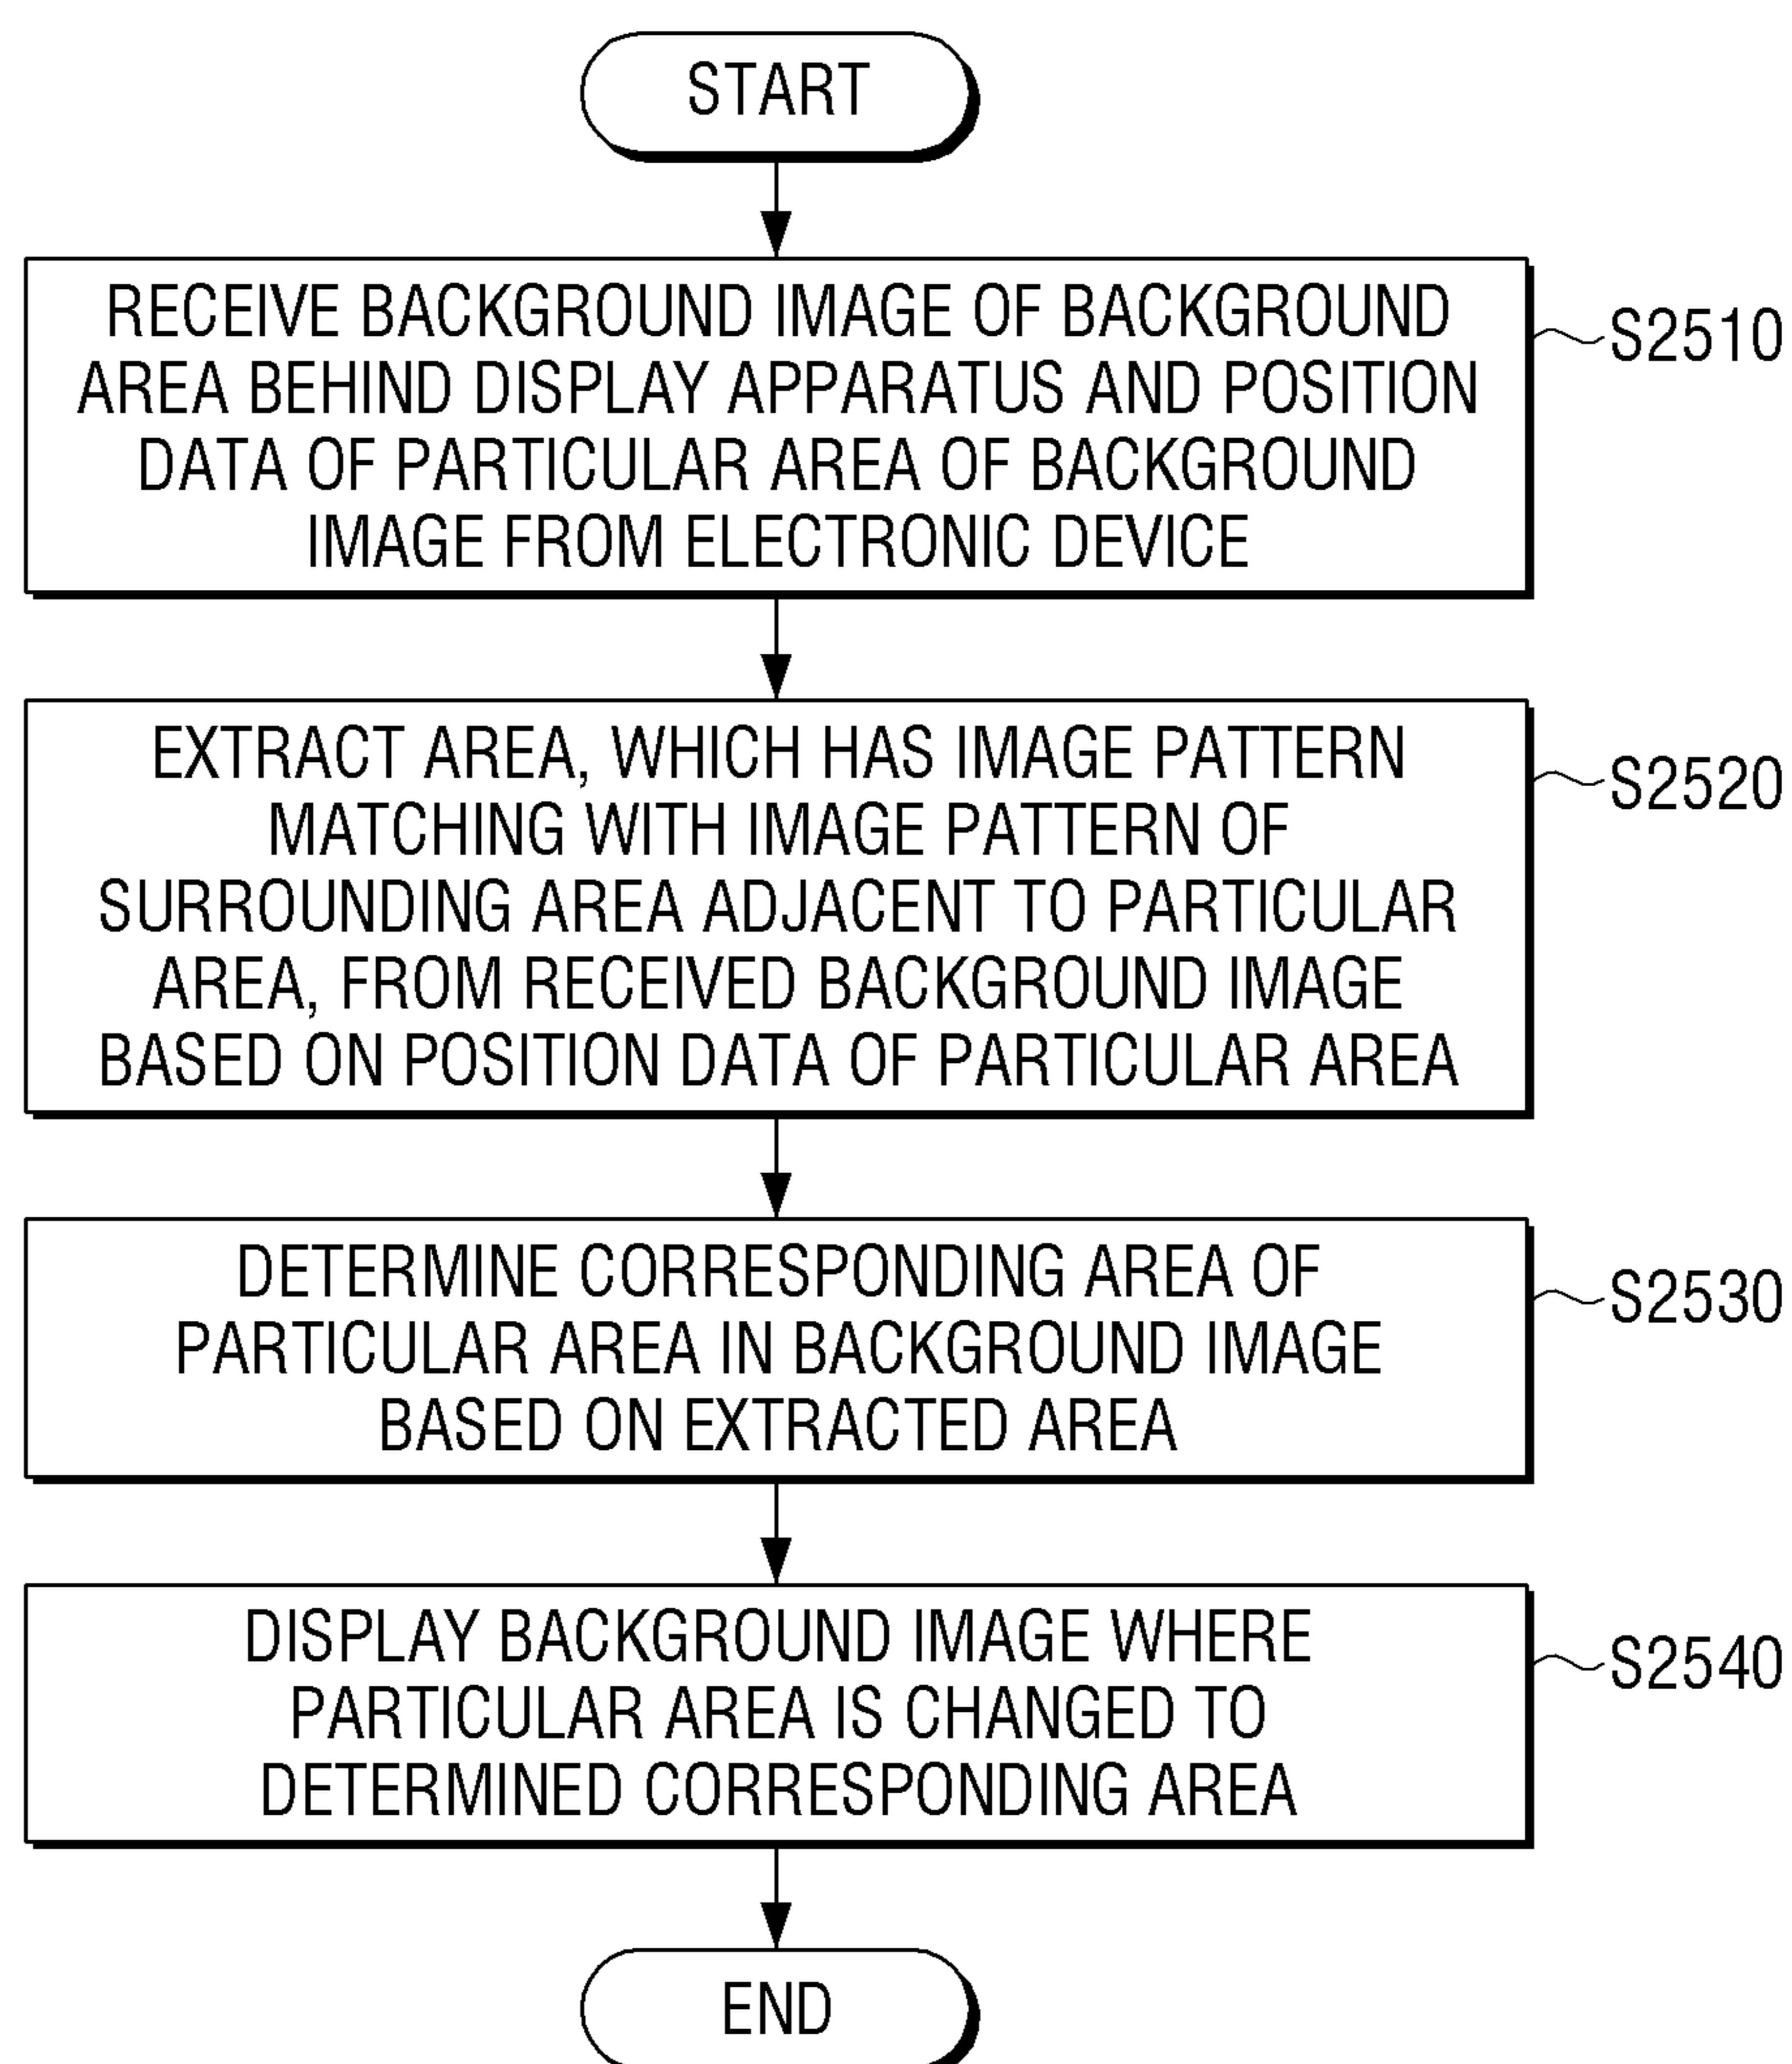 START
RECEIVE BACKGROUND IMAGE OF BACKGROUND
AREA BEHIND DISPLAY APPARATUS AND POSITION
DATA OF PARTICULAR AREA OF BACKGROUND
IMAGE FROM ELECTRONIC DEVICE
S2510
EXTRACT AREA, WHICH HAS IMAGE PATTERN
MATCHING WITH IMAGE PATTERN OF
SURROUNDING AREA ADJACENT TO PARTICULAR
AREA, FROM RECEIVED BACKGROUND IMAGE
BASED ON POSITION DATA OF PARTICULAR AREA
S2520
DETERMINE CORRESPONDING AREA OF
PARTICULAR AREA IN BACKGROUND IMAGE
BASED ON EXTRACTED AREA
S2530
DISPLAY BACKGROUND IMAGE WHERE
PARTICULAR AREA IS CHANGED TO
DETERMINED CORRESPONDING AREA
S2540
END